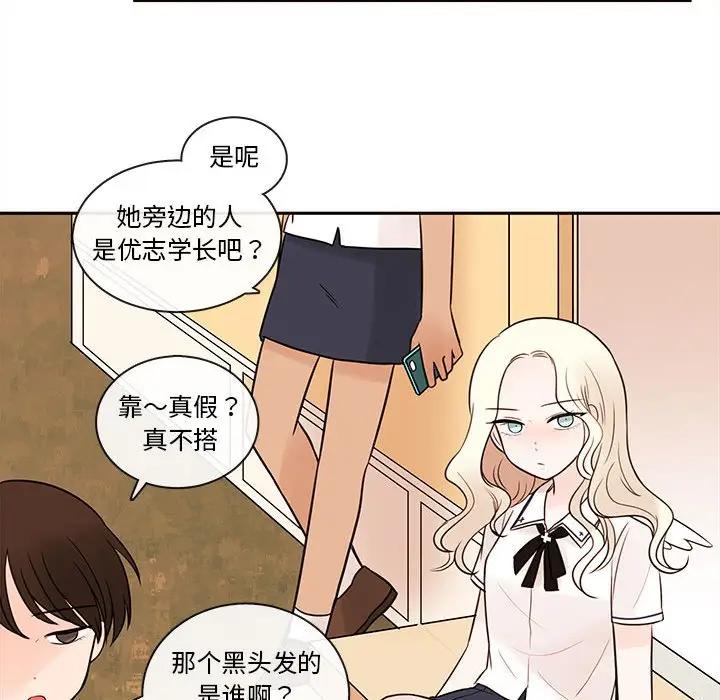 是呢
她旁边的人
是优志学长吧？
靠～真假？
真不搭
那个黑头发的
是谁啊？